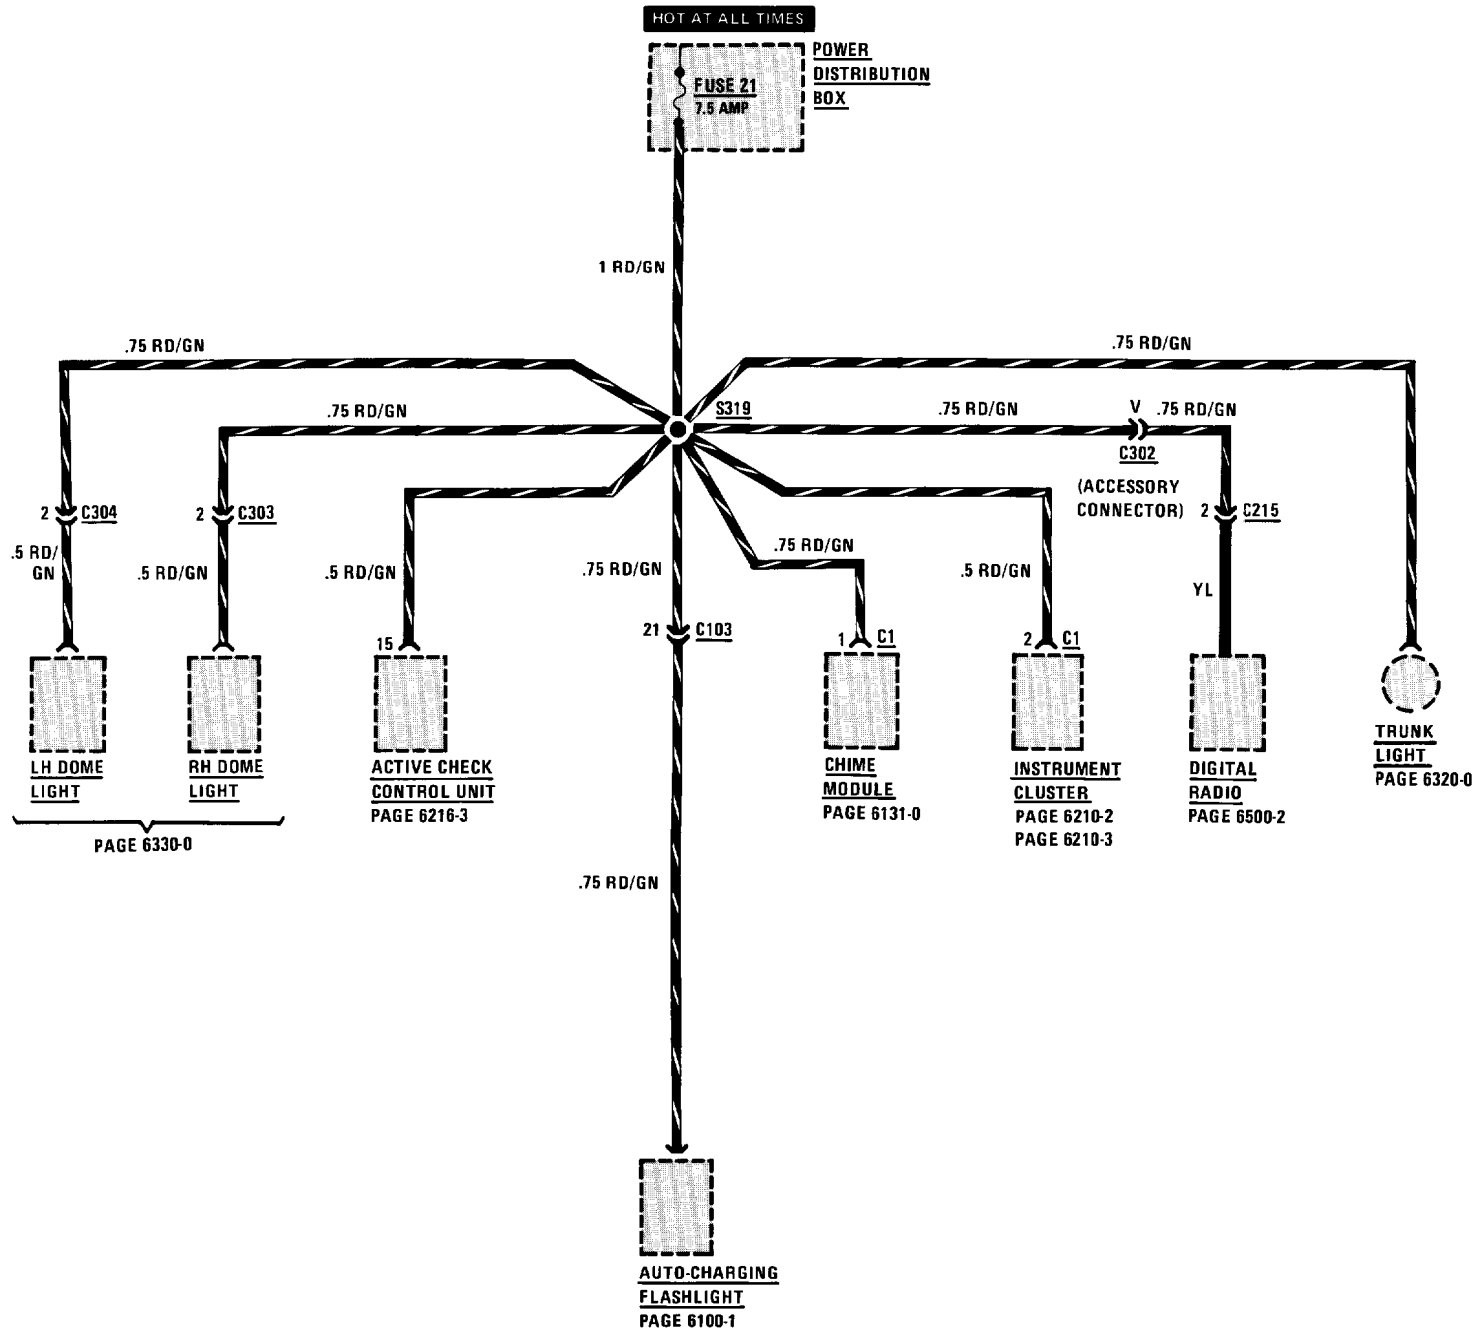 HOT AT ALL TIMES
POWER
DISTRIBUTION
BOX
FUSE 21
7.5 AMP
1 RD/GN
.75 RD/GN
.75 RD/GN
.75 RD/GN
S319
.75 RD/GN
V
.75 RD/GN
C302
(ACCESSORY
CONNECTOR)
2
C304
2
C303
2
C215
.5 RD/
GN
.5 RD/GN
.5 RD/GN
.75 RD/GN
.75 RD/GN
.5 RD/GN
YL
15
21
C103
1
C1
2
C1
LH DOME
LIGHT
RH DOME
LIGHT
PAGE 6330-0
ACTIVE CHECK
CONTROL UNIT
PAGE 6216-3
CHIME
MODULE
PAGE 6131-0
INSTRUMENT
CLUSTER
PAGE 6210-2
PAGE 6210-3
DIGITAL
RADIO
PAGE 6500-2
TRUNK
LIGHT
PAGE 6320-0
.75 RD/GN
AUTO-CHARGING
FLASHLIGHT
PAGE 6100-1